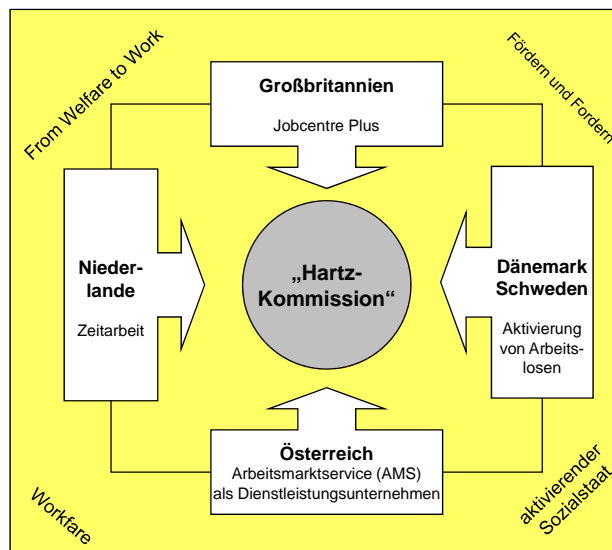 From Welfare to Work
Fördern und Fordern
Großbritannien
Jobcentre Plus
Nieder-
lande
Zeitarbeit
„Hartz-
Kommission“
Dänemark
Schweden
Aktivierung
von Arbeits-
losen
Österreich
Arbeitsmarktservice (AMS)
als Dienstleistungsunternehmen
Workfare
aktivierender
Sozialstaat